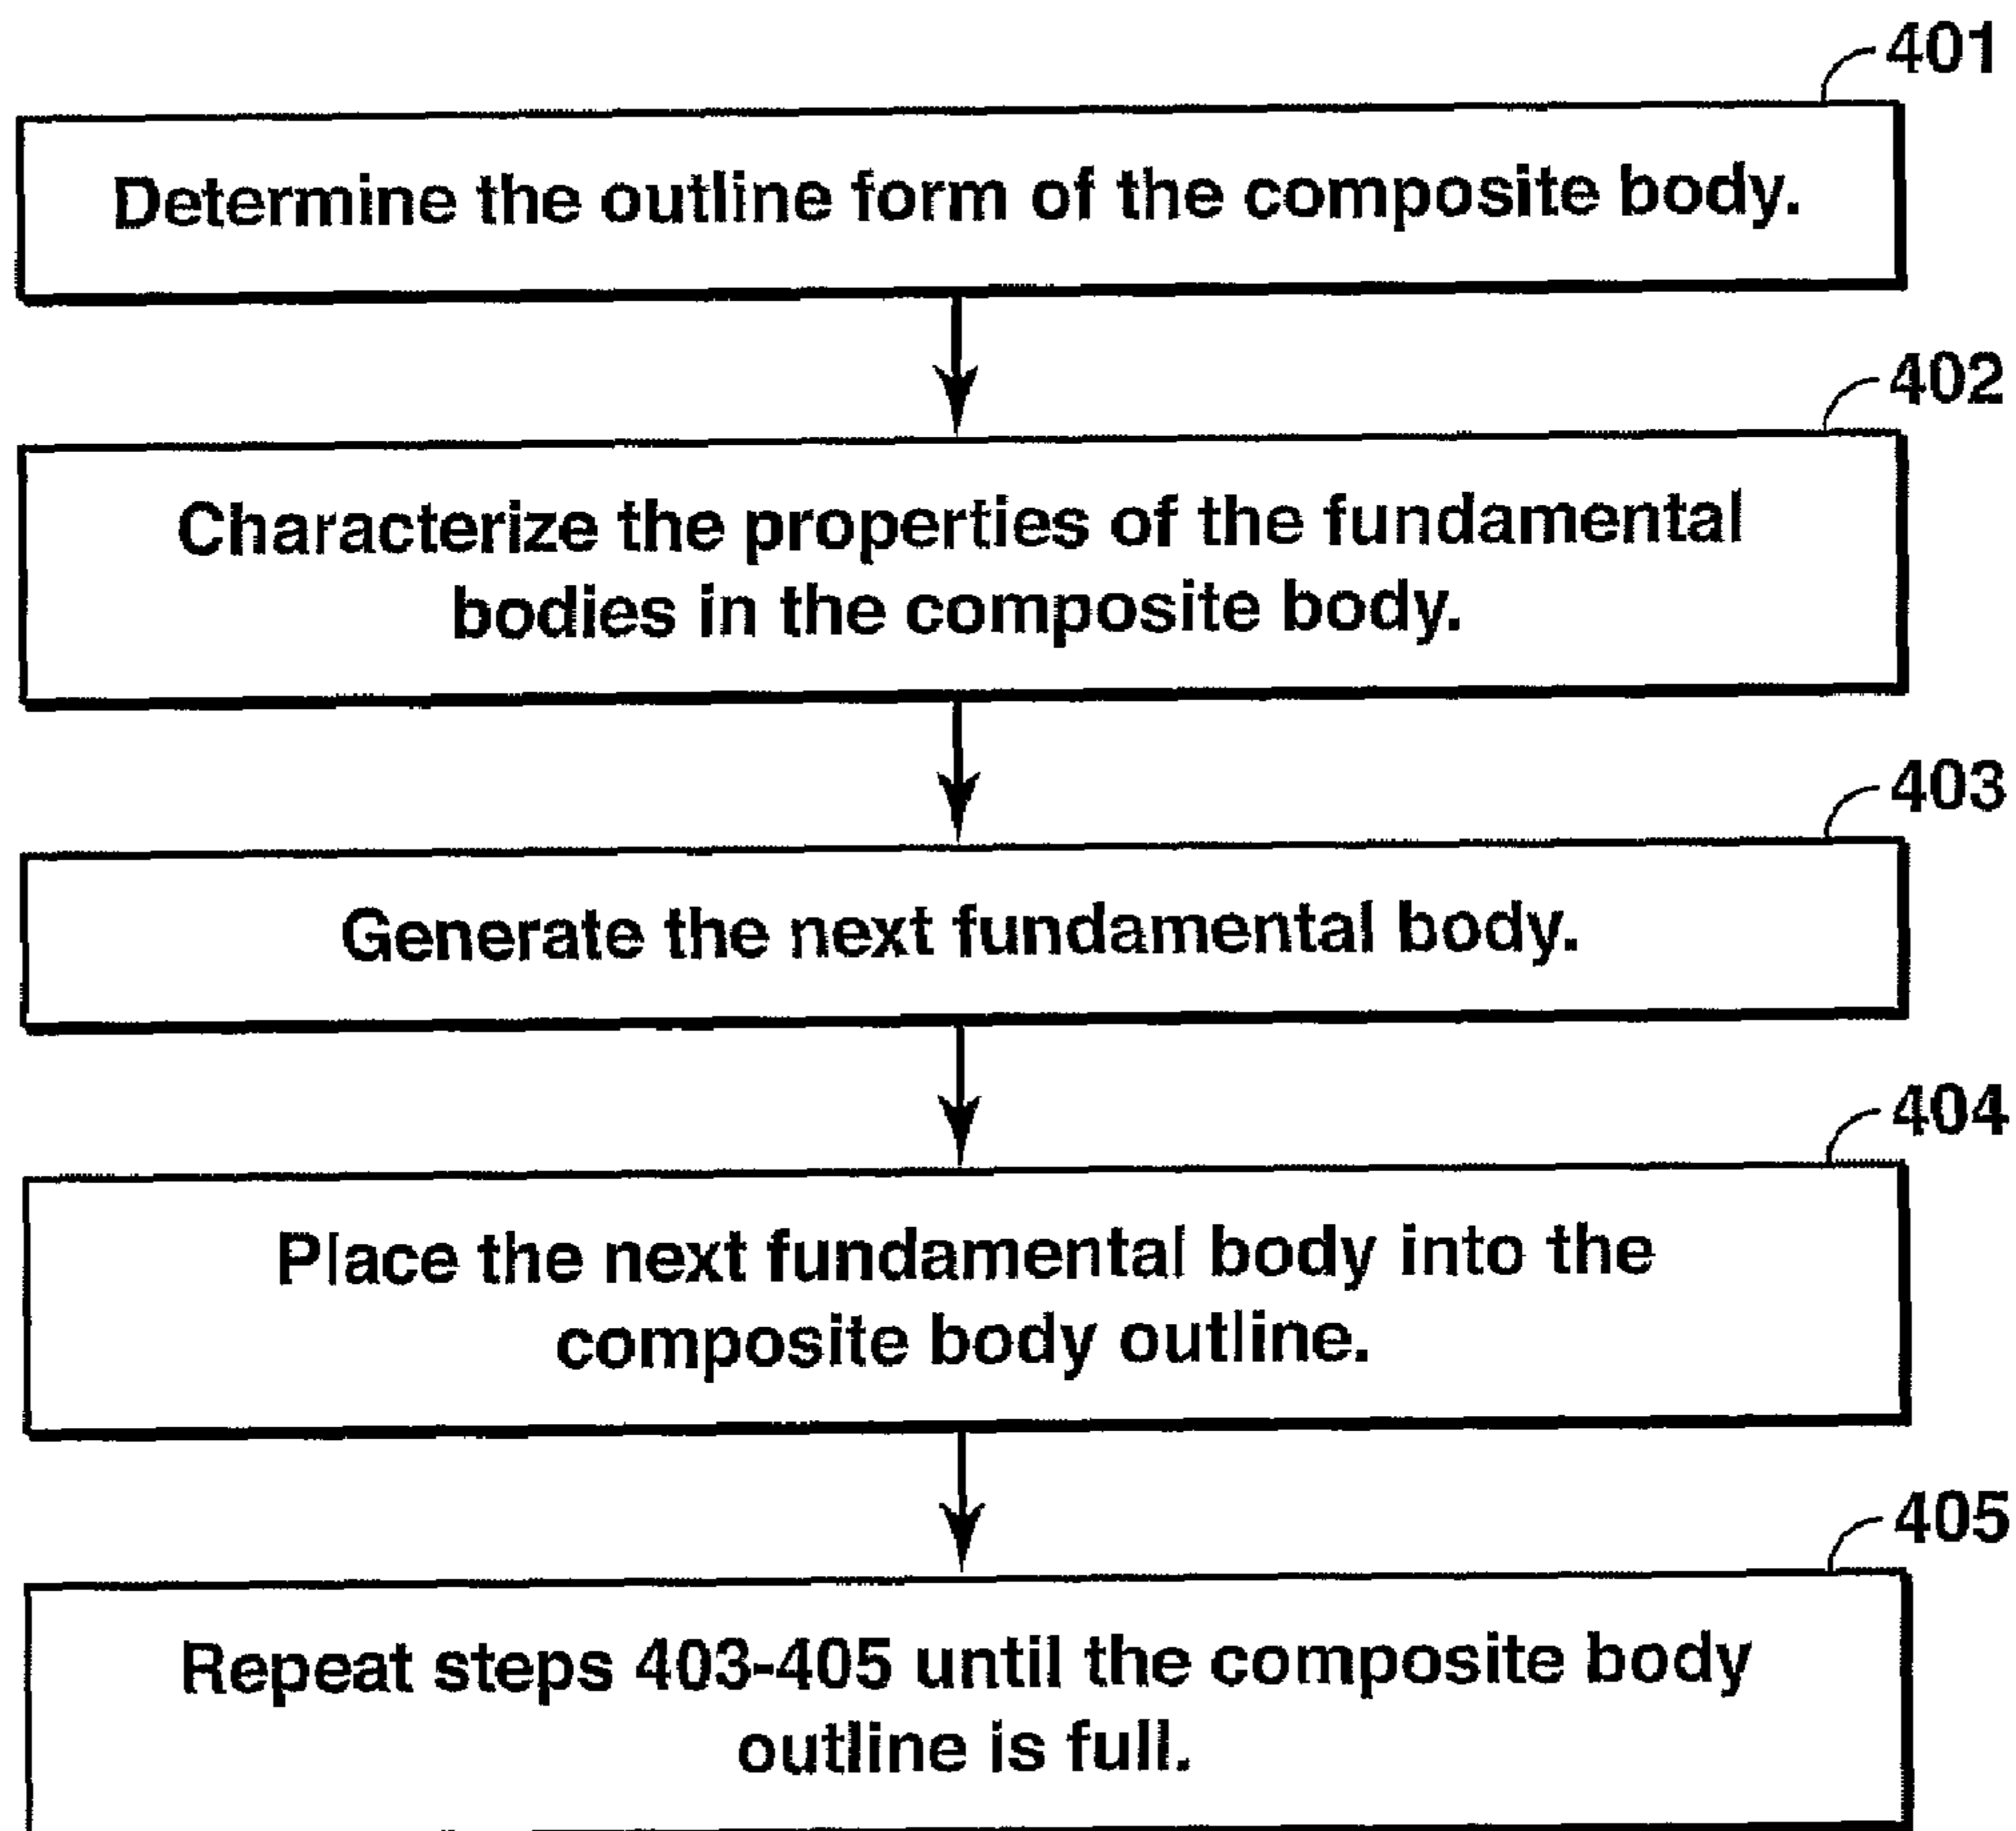 401
Determine the outline form of the composite body.
402
Characterize the properties of the fundamental
bodies in the composite body.
403
Generate the next fundamental body.
404
Place the next fundamental body into the
composite body outline.
405
Repeat steps 403-405 until the composite body
outline is full.